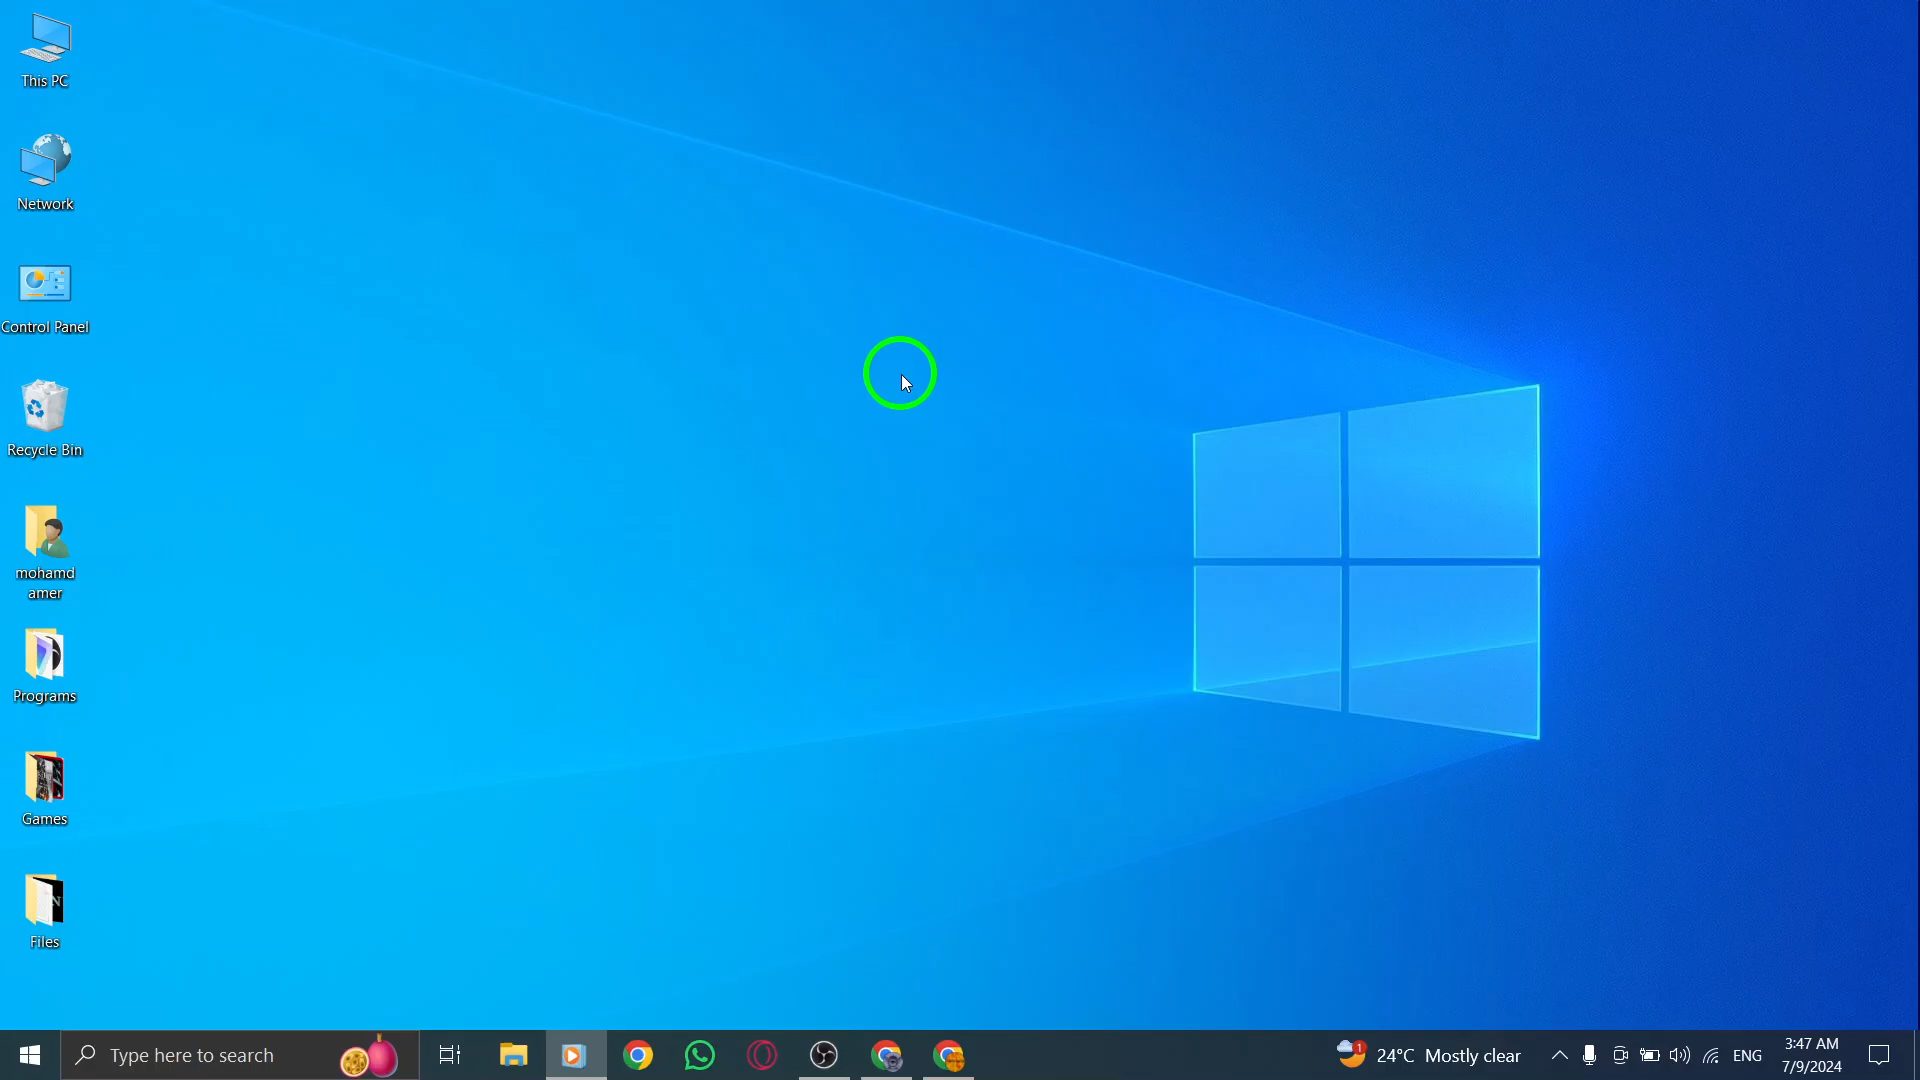 This PC
Network
Control Panel
Recycle Bin
mohamd
amer
Programs
Games
Files
Type here to search
24°C Mostly clear
ENG
3:47 AM
7/9/2024
1